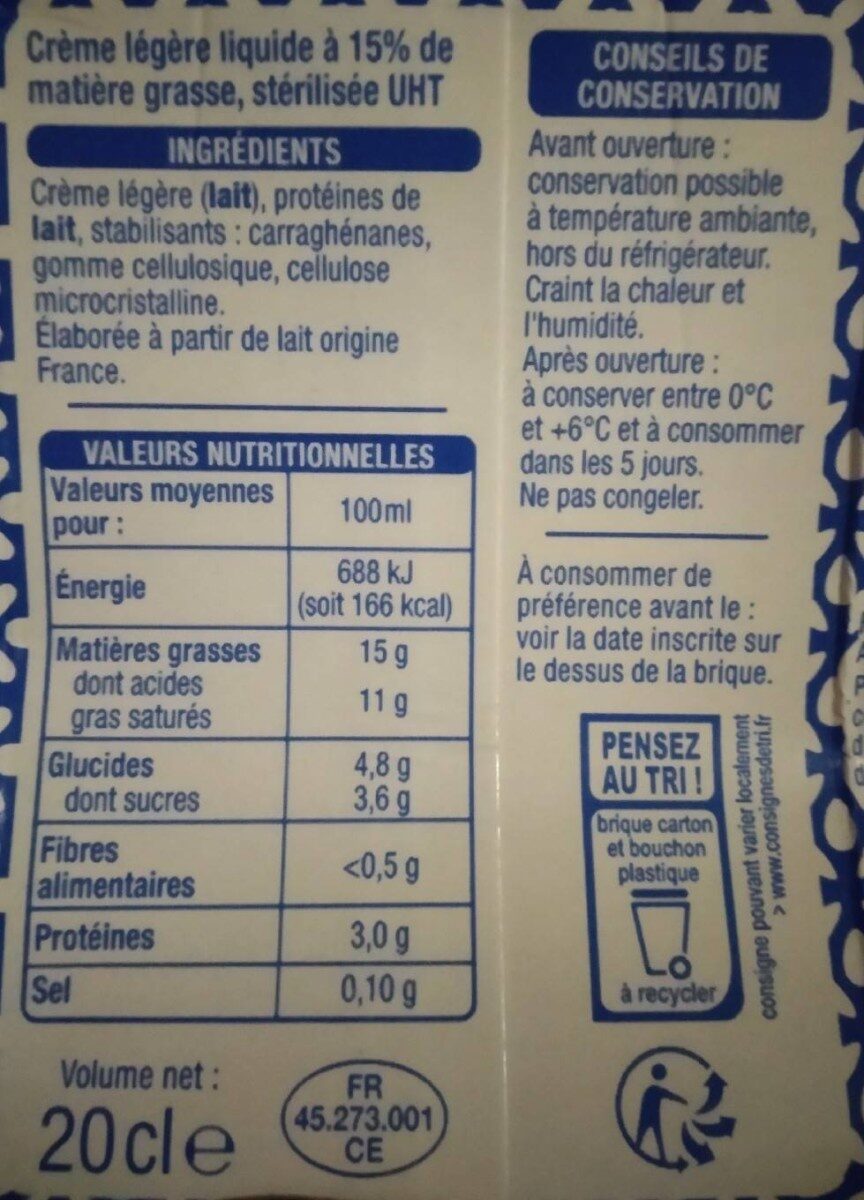 Crème légère liquide à 15% de
matière grasse, stérilisée UHT
INGRÉDIENTS
Crème légère (lait), protéines de
lait, stabilisants : carraghénanes,
gomme cellulosique, cellulose
microcristalline.
Élaborée à partir de lait origine
France.
VALEURS NUTRITIONNELLES
Valeurs moyennes pour : 100ml
Énergie 688 kJ
(soit 166 kcal)
Matières grasses 15 g
dont acides
gras saturés 11 g
Glucides 4,8 g
dont sucres 3,6 g
Fibres
alimentaires <0,5 g
Protéines 3,0 g
Sel 0,10 g
Volume net :
20cl e
FR
45.273.001
CE
CONSEILS DE
CONSERVATION
Avant ouverture :
conservation possible
à température ambiante,
hors du réfrigérateur.
Craint la chaleur et
l'humidité.
Après ouverture :
à conserver entre 0°C
et +6°C et à consommer
dans les 5 jours.
Ne pas congeler.
À consommer de
préférence avant le :
voir la date inscrite sur
le dessus de la brique.
PENSEZ
AU TRI !
brique carton
et bouchon
plastique
à recycler
consigne pouvant varier localement
> www.consignesdetri.fr